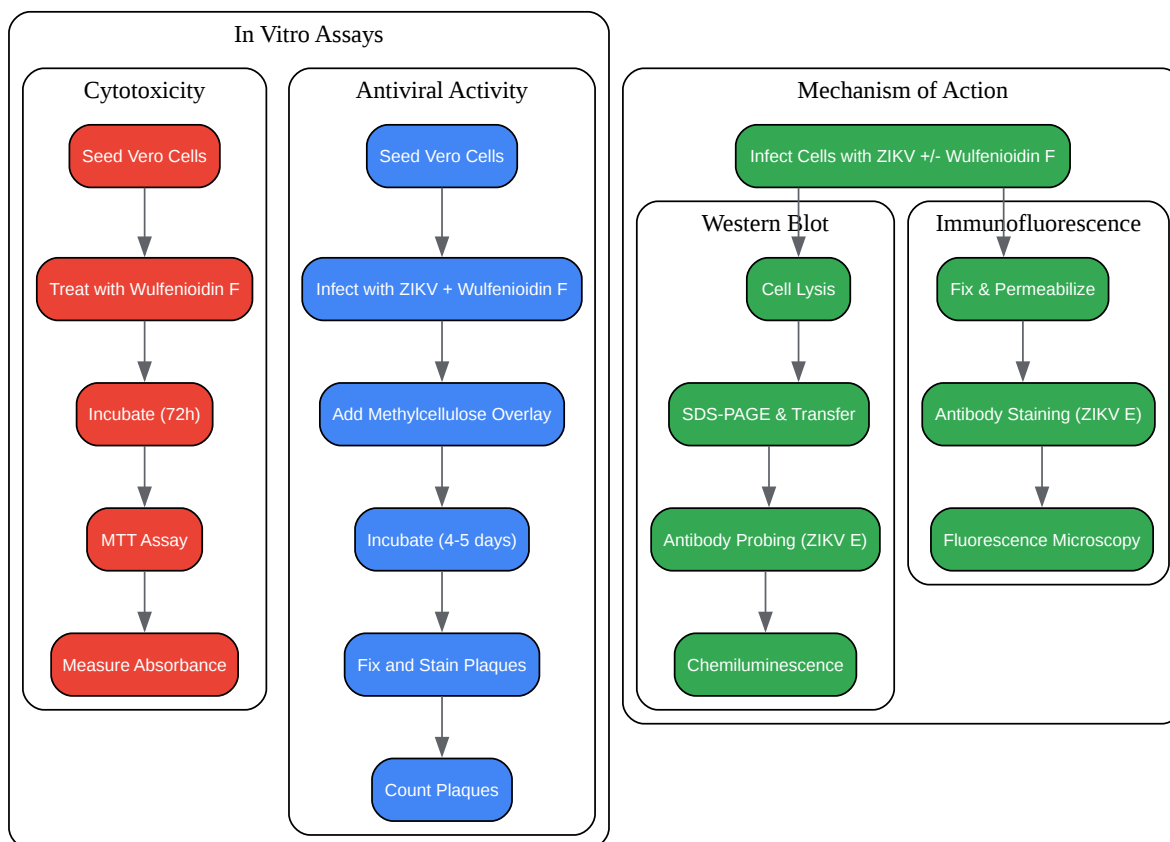 In Vitro Assays
Cytotoxicity
Seed Vero Cells
Treat with Wulfenioidin F
Incubate (72h)
MTT Assay
Measure Absorbance
Antiviral Activity
Seed Vero Cells
Infect with ZIKV + Wulfenioidin F
Add Methylcellulose Overlay
Incubate (4-5 days)
Fix and Stain Plaques
Count Plaques
Mechanism of Action
Infect Cells with ZIKV +/- Wulfenioidin F
Western Blot
Cell Lysis
SDS-PAGE & Transfer
Antibody Probing (ZIKV E)
Chemiluminescence
Immunofluorescence
Fix & Permeabilize
Antibody Staining (ZIKV E)
Fluorescence Microscopy